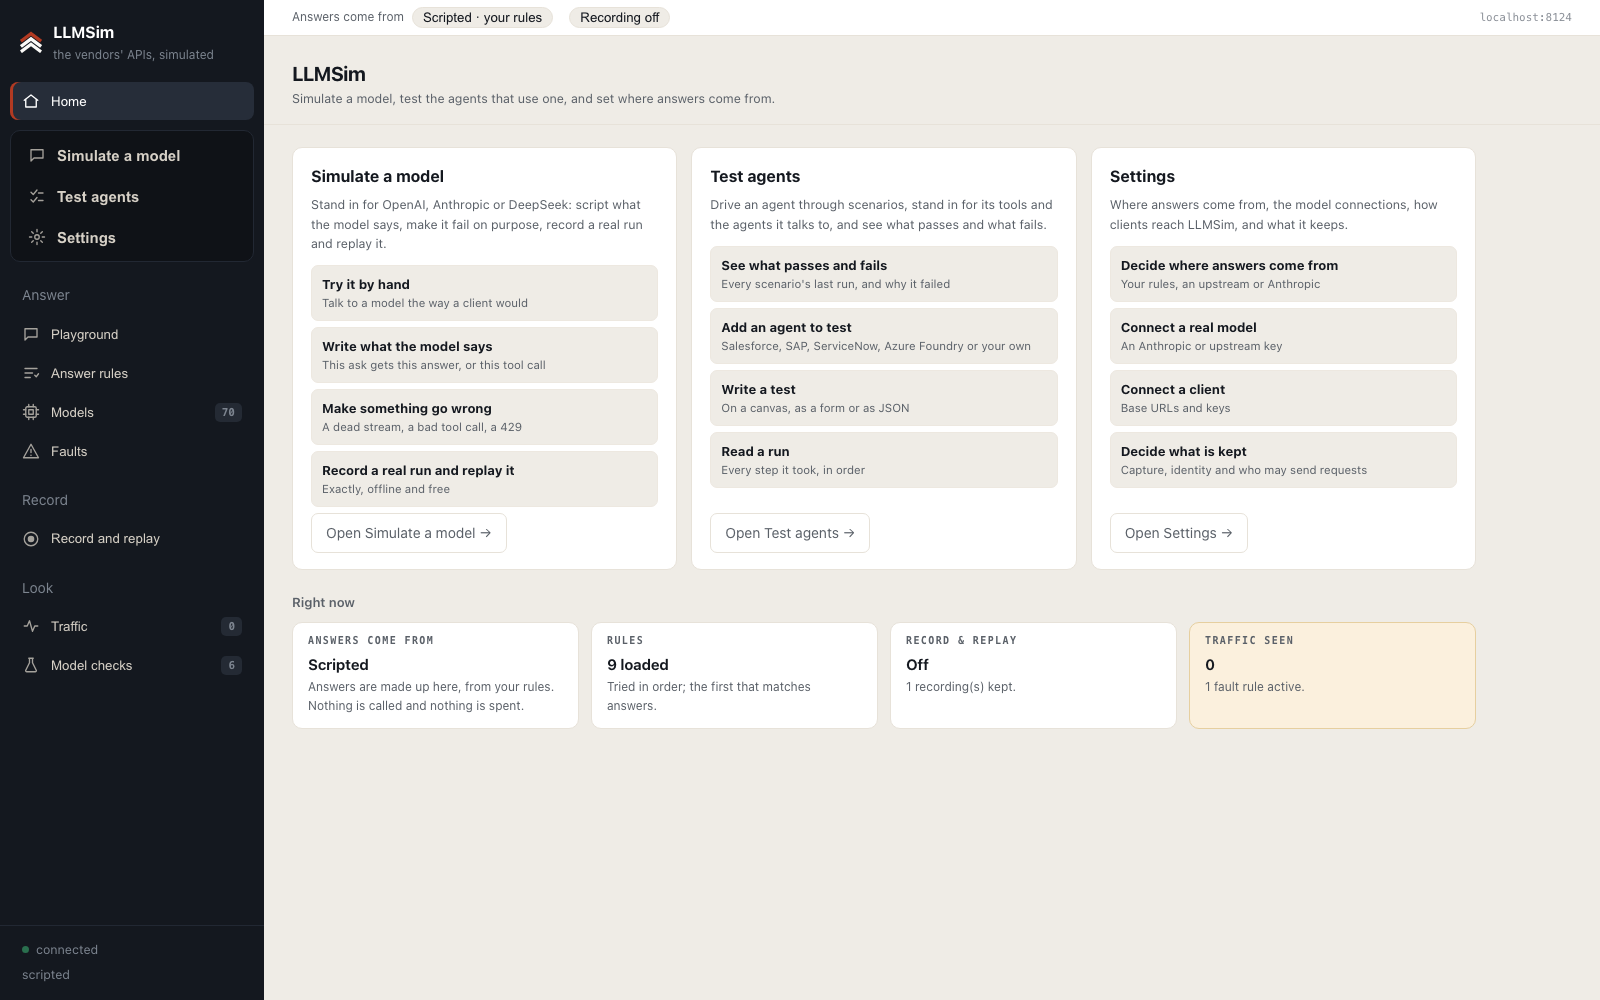 LLMSim
the vendors' APIs, simulated
Home
Simulate a model
Test agents
Settings
Answer
Playground
Answer rules
Models 70
Faults
Record
Record and replay
Look
Traffic 0
Model checks 6
connected
scripted
Answers come from Scripted · your rules Recording off localhost:8124
LLMSim
Simulate a model, test the agents that use one, and set where answers come from.
Simulate a model
Stand in for OpenAI, Anthropic or DeepSeek: script what
the model says, make it fail on purpose, record a real run
and replay it.
Try it by hand
Talk to a model the way a client would
Write what the model says
This ask gets this answer, or this tool call
Make something go wrong
A dead stream, a bad tool call, a 429
Record a real run and replay it
Exactly, offline and free
Open Simulate a model →
Test agents
Drive an agent through scenarios, stand in for its tools and
the agents it talks to, and see what passes and what fails.
See what passes and fails
Every scenario's last run, and why it failed
Add an agent to test
Salesforce, SAP, ServiceNow, Azure Foundry or your own
Write a test
On a canvas, as a form or as JSON
Read a run
Every step it took, in order
Open Test agents →
Settings
Where answers come from, the model connections, how
clients reach LLMSim, and what it keeps.
Decide where answers come from
Your rules, an upstream or Anthropic
Connect a real model
An Anthropic or upstream key
Connect a client
Base URLs and keys
Decide what is kept
Capture, identity and who may send requests
Open Settings →
Right now
ANSWERS COME FROM
Scripted
Answers are made up here, from your rules.
Nothing is called and nothing is spent.
RULES
9 loaded
Tried in order; the first that matches
answers.
RECORD & REPLAY
Off
1 recording(s) kept.
TRAFFIC SEEN
0
1 fault rule active.